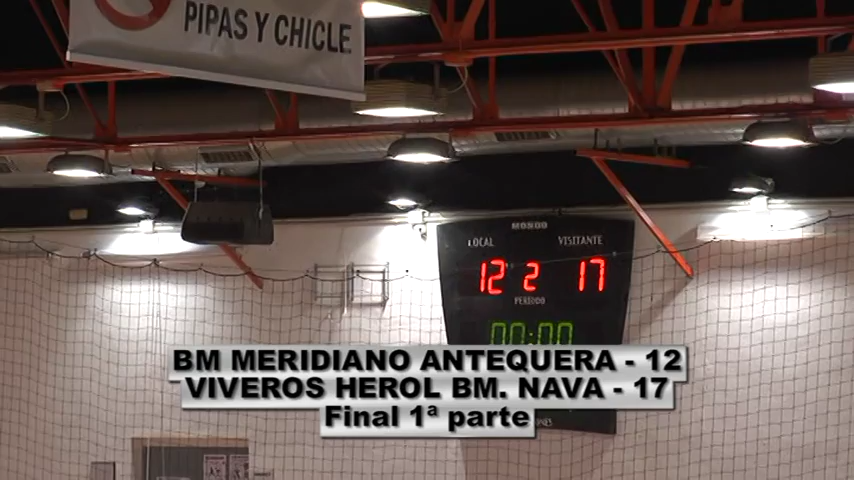 PIPAS Y CHICLE
MONDO
LOCAL VISITANTE
12 2 17
PERIODO
00:00
BM MERIDIANO ANTEQUERA - 12
VIVEROS HEROL BM. NAVA - 17
Final 1ª parte